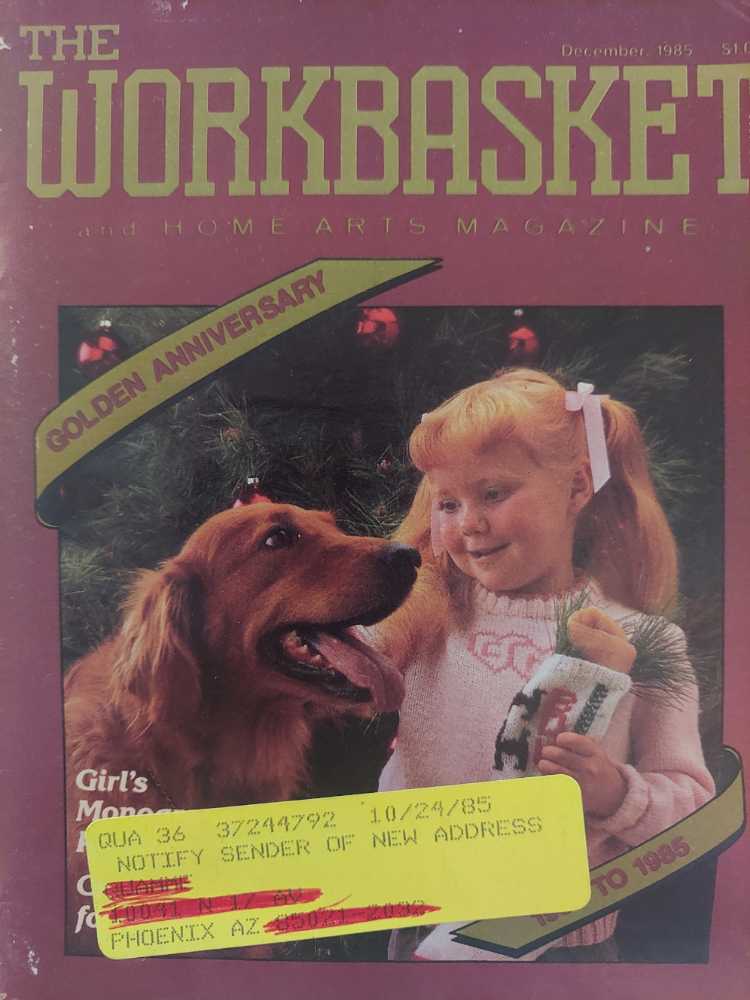 THE
December, 1985
WORKBASKET
and HOME ARTS MAGAZINE
GOLDEN ANNIVERSARY
Girl's
QUA 36 37244792 10/24/85
NOTIFY SENDER OF NEW ADDRESS
PHOENIX AZ
TO 1985